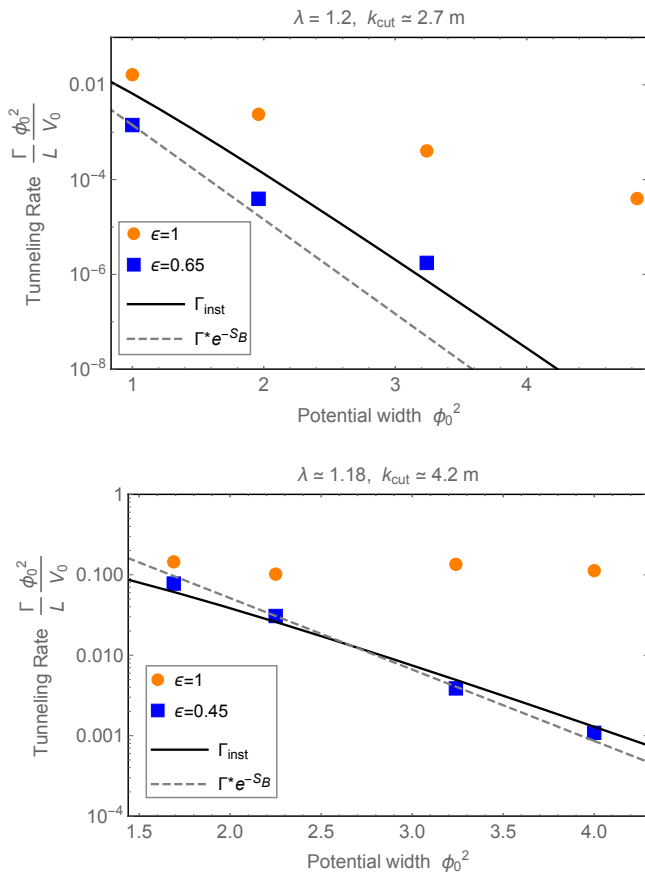 λ = 1.2, k_cut ≃ 2.7 m
Tunneling Rate Γ/L ϕ₀²/V₀
0.01
10⁻⁴
10⁻⁶
10⁻⁸
ϵ=1
ϵ=0.65
Γ_inst
Γ* e^{-S_B}
1 2 3 4
Potential width ϕ₀²
λ ≃ 1.18, k_cut ≃ 4.2 m
Tunneling Rate Γ/L ϕ₀²/V₀
1
0.100
0.010
0.001
10⁻⁴
ϵ=1
ϵ=0.45
Γ_inst
Γ* e^{-S_B}
1.5 2.0 2.5 3.0 3.5 4.0
Potential width ϕ₀²